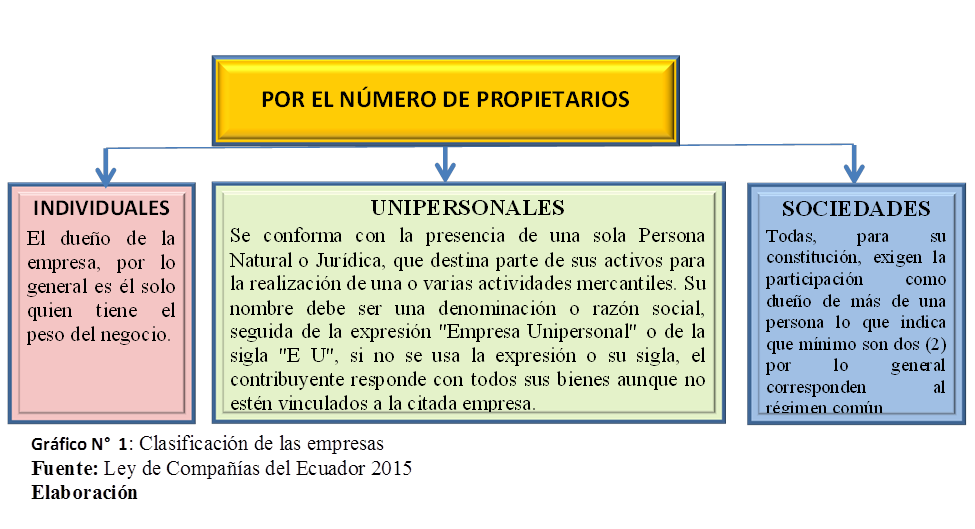 POR EL NÚMERO DE PROPIETARIOS
INDIVIDUALES
El dueño de la
empresa, por lo
general es él solo
quien tiene el
peso del negocio.
UNIPERSONALES
Se conforma con la presencia de una sola Persona
Natural o Jurídica, que destina parte de sus activos para
la realización de una o varias actividades mercantiles. Su
nombre debe ser una denominación o razón social,
seguida de la expresión "Empresa Unipersonal" o de la
sigla "E U", si no se usa la expresión o su sigla, el
contribuyente responde con todos sus bienes aunque no
estén vinculados a la citada empresa.
SOCIEDADES
Todas, para su
constitución, exigen la
participación como
dueño de más de una
persona lo que indica
que mínimo son dos (2)
por lo general
corresponden al
régimen común
Gráfico N° 1: Clasificación de las empresas
Fuente: Ley de Compañías del Ecuador 2015
Elaboración